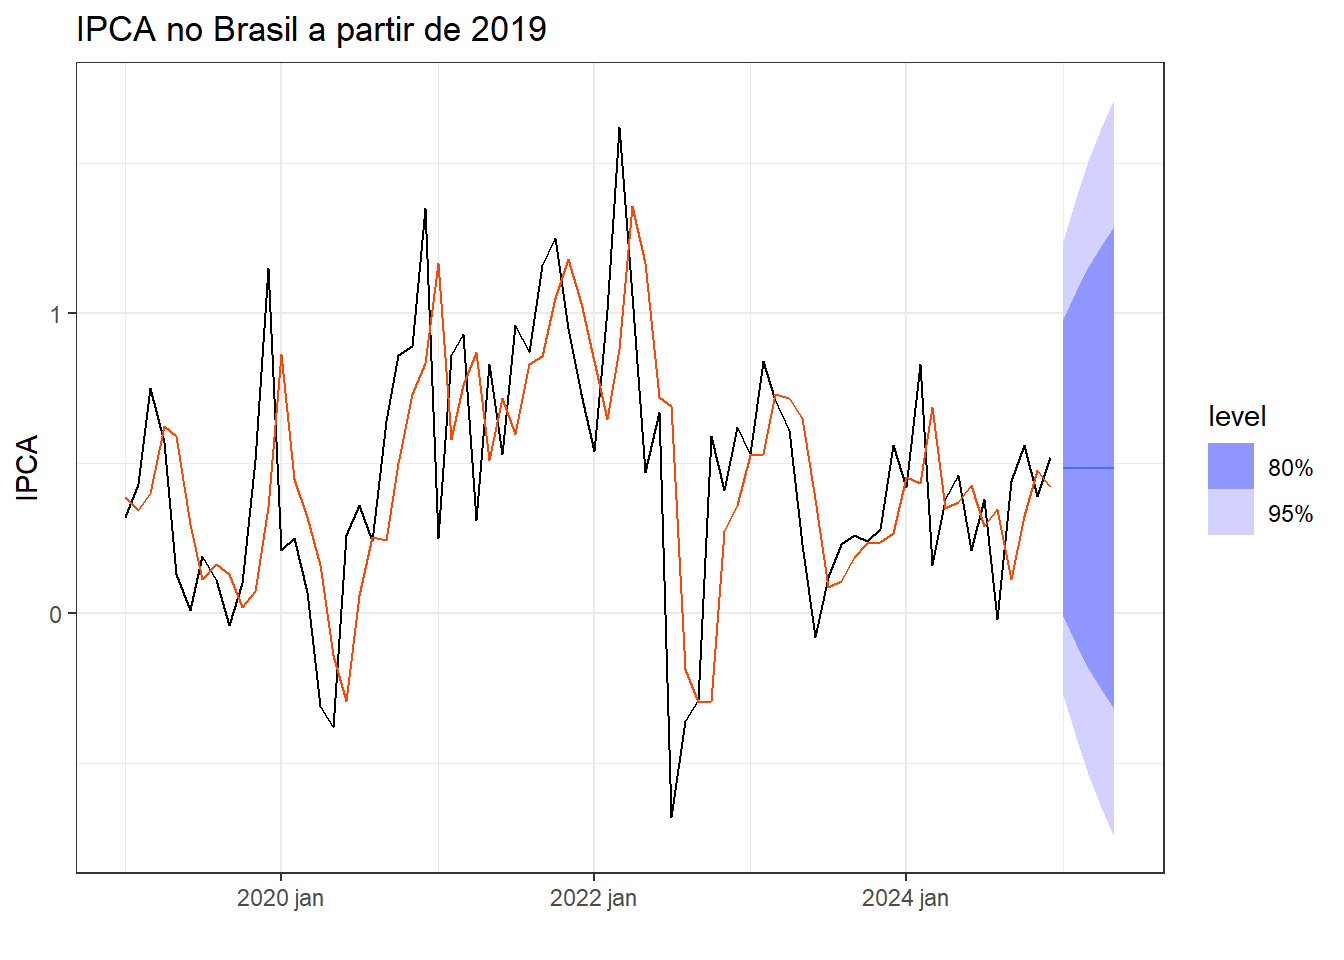 IPCA no Brasil a partir de 2019
IPCA
1
0
2020 jan
2022 jan
2024 jan
level
80%
95%